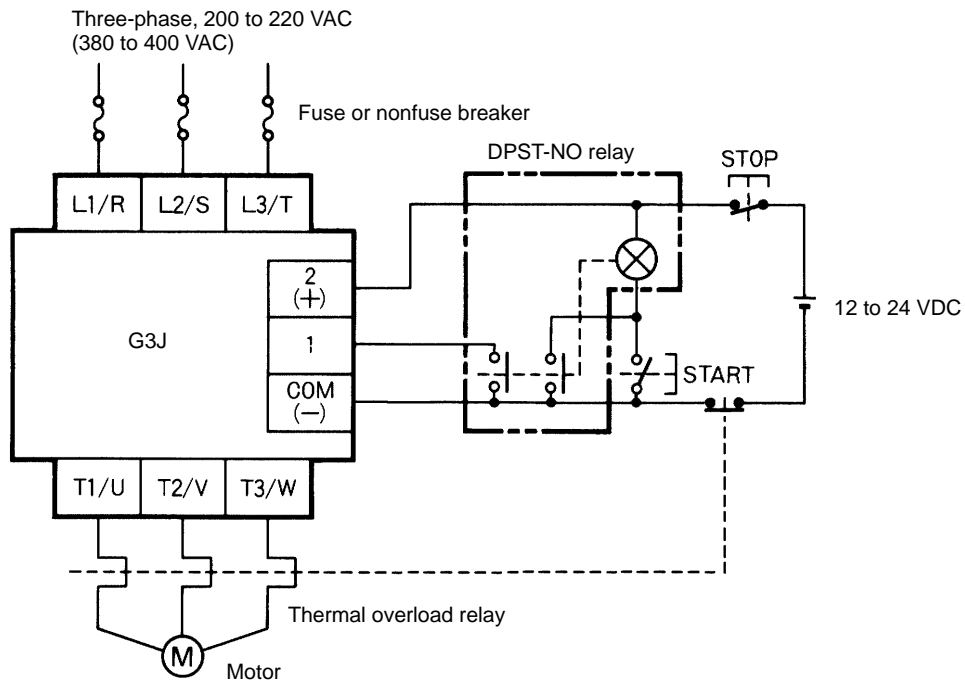 Three-phase, 200 to 220 VAC
(380 to 400 VAC)
Fuse or nonfuse breaker
DPST-NO relay
STOP
L1/R L2/S L3/T
2
(+)
12 to 24 VDC
G3J
1
START
COM
(−)
T1/U T2/V T3/W
Thermal overload relay
M
Motor